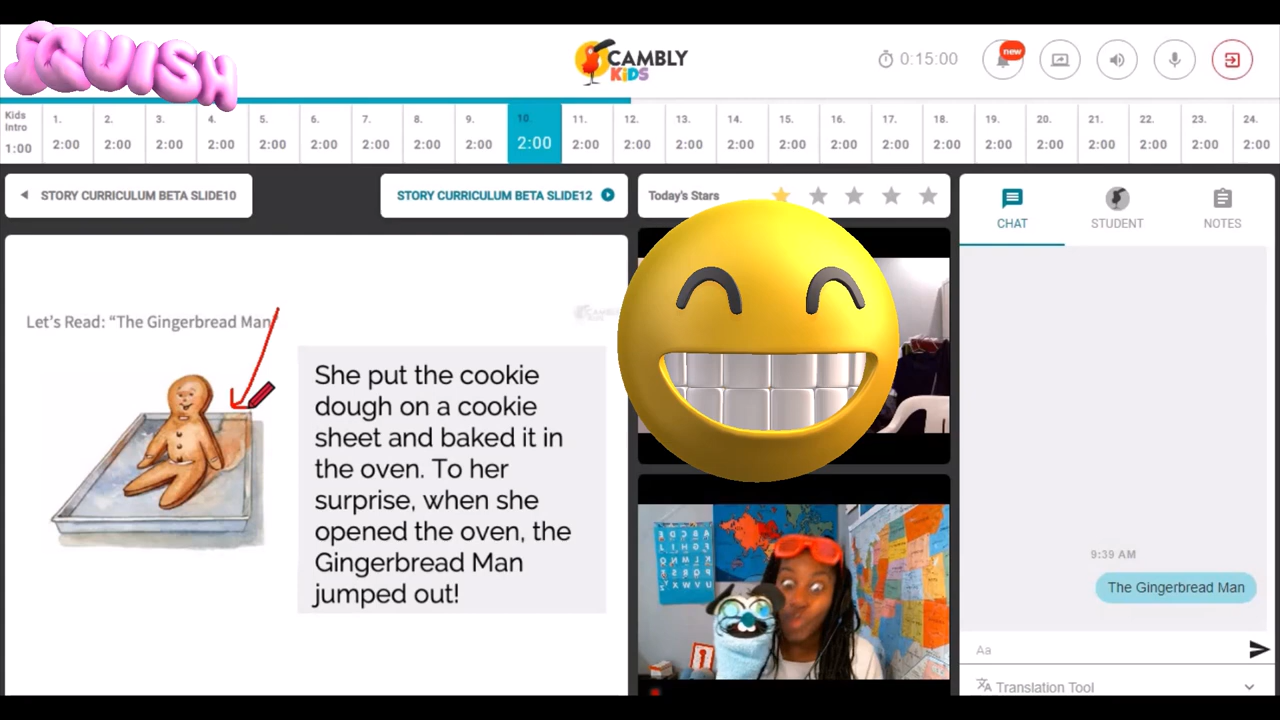 SQUISH
CAMBLY
KIDS
0:15:00
new
Kids Intro 1:00
1. 2:00
2. 2:00
3. 2:00
4. 2:00
5. 2:00
6. 2:00
7. 2:00
8. 2:00
9. 2:00
10. 2:00
11. 2:00
12. 2:00
13. 2:00
14. 2:00
15. 2:00
16. 2:00
17. 2:00
18. 2:00
19. 2:00
20. 2:00
21. 2:00
22. 2:00
23. 2:00
24. 2:00
STORY CURRICULUM BETA SLIDE10
STORY CURRICULUM BETA SLIDE12
Today's Stars
CHAT
STUDENT
NOTES
Let's Read: "The Gingerbread Man"
She put the cookie
dough on a cookie
sheet and baked it in
the oven. To her
surprise, when she
opened the oven, the
Gingerbread Man
jumped out!
9:39 AM
The Gingerbread Man
Aa
Translation Tool